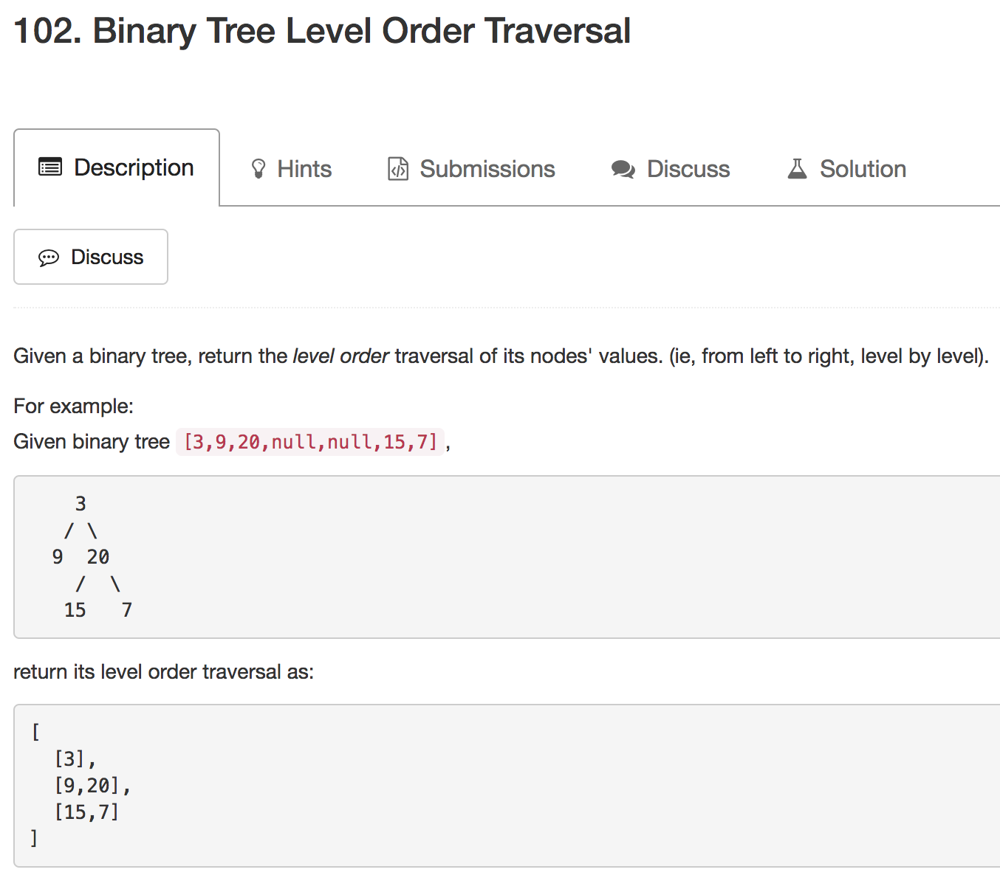 102. Binary Tree Level Order Traversal
Description
Hints
Submissions
Discuss
Solution
Discuss
Given a binary tree, return the level order traversal of its nodes' values. (ie, from left to right, level by level).
For example:
Given binary tree [3,9,20,null,null,15,7],
    3
   / \
  9  20
    /  \
   15   7
return its level order traversal as:
[
  [3],
  [9,20],
  [15,7]
]